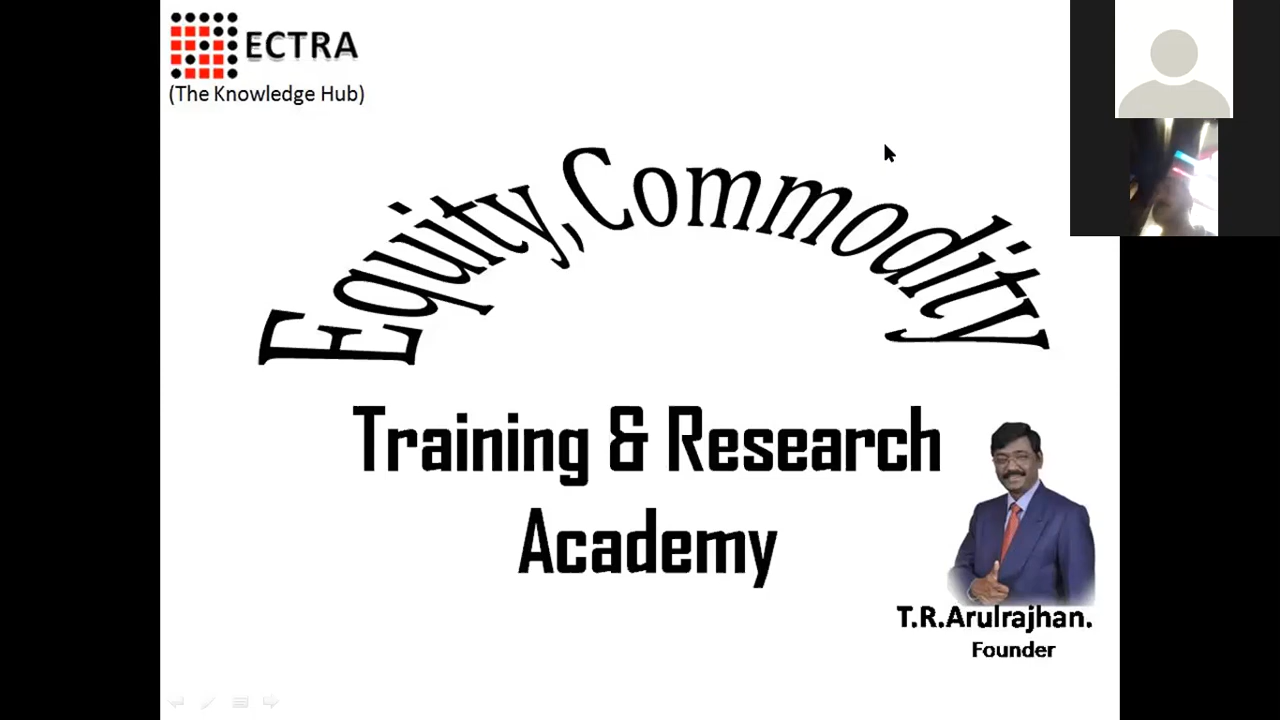 ECTRA
(The Knowledge Hub)
Equity,Commodity
Training & Research
Academy
T.R.Arulrajhan.
Founder